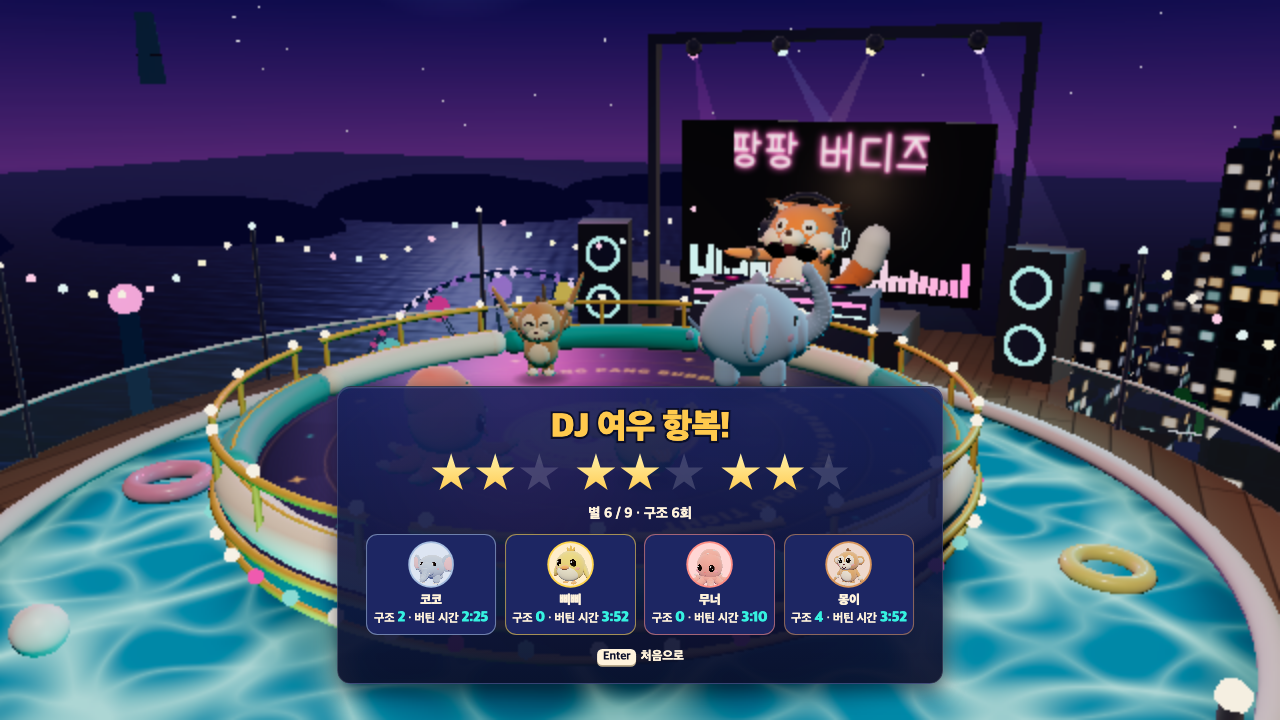 팡팡 버디즈
DJ 여우 항복!
별 6 / 9 · 구조 6회
코코
구조 2 · 버틴 시간 2:25
삐삐
구조 0 · 버틴 시간 3:52
무너
구조 0 · 버틴 시간 3:10
몽이
구조 4 · 버틴 시간 3:52
Enter 처음으로